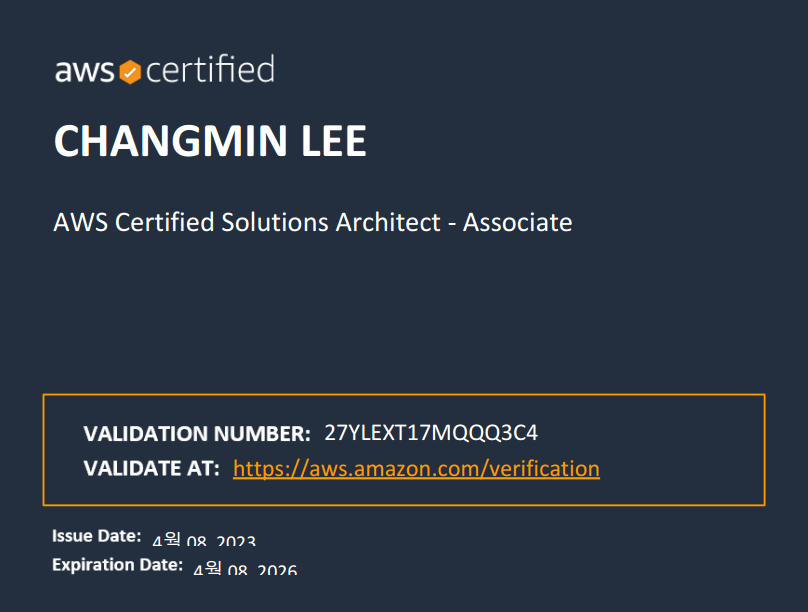 aws certified
CHANGMIN LEE
AWS Certified Solutions Architect - Associate
VALIDATION NUMBER: 27YLEXT17MQQQ3C4
VALIDATE AT: https://aws.amazon.com/verification
Issue Date: 4월 08, 2023
Expiration Date: 4월 08, 2026